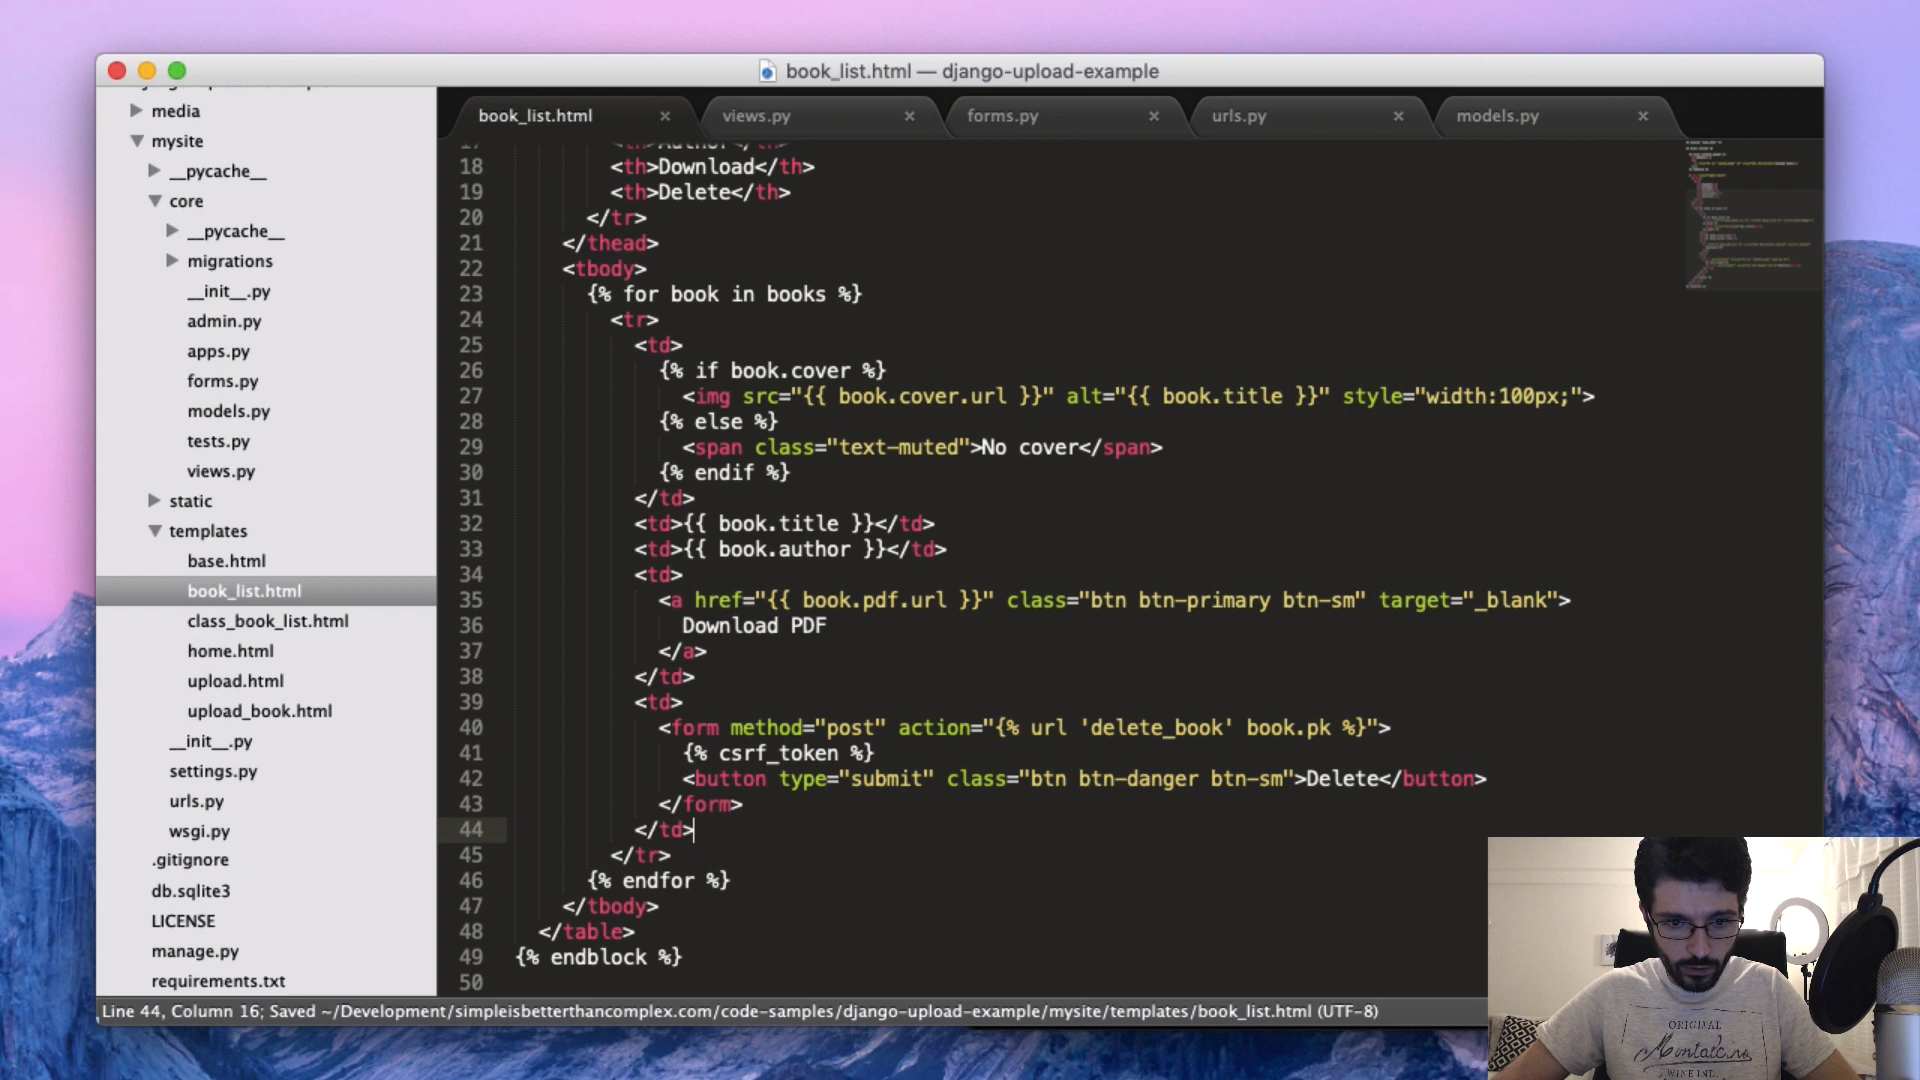 book_list.html — django-upload-example
media
mysite
__pycache__
core
__pycache__
migrations
__init__.py
admin.py
apps.py
forms.py
models.py
tests.py
views.py
static
templates
base.html
book_list.html
class_book_list.html
home.html
upload.html
upload_book.html
__init__.py
settings.py
urls.py
wsgi.py
.gitignore
db.sqlite3
LICENSE
manage.py
requirements.txt
book_list.html × views.py × forms.py × urls.py × models.py ×
17 <th>Author</th>
18 <th>Download</th>
19 <th>Delete</th>
20 </tr>
21 </thead>
22 <tbody>
23 {% for book in books %}
24 <tr>
25 <td>
26 {% if book.cover %}
27 <img src="{{ book.cover.url }}" alt="{{ book.title }}" style="width:100px;">
28 {% else %}
29 <span class="text-muted">No cover</span>
30 {% endif %}
31 </td>
32 <td>{{ book.title }}</td>
33 <td>{{ book.author }}</td>
34 <td>
35 <a href="{{ book.pdf.url }}" class="btn btn-primary btn-sm" target="_blank">
36 Download PDF
37 </a>
38 </td>
39 <td>
40 <form method="post" action="{% url 'delete_book' book.pk %}">
41 {% csrf_token %}
42 <button type="submit" class="btn btn-danger btn-sm">Delete</button>
43 </form>
44 </td>
45 </tr>
46 {% endfor %}
47 </tbody>
48 </table>
49 {% endblock %}
50
Line 44, Column 16; Saved ~/Development/simpleisbetterthancomplex.com/code-samples/django-upload-example/mysite/templates/book_list.html (UTF-8)
ORIGINAL
WINE INL.